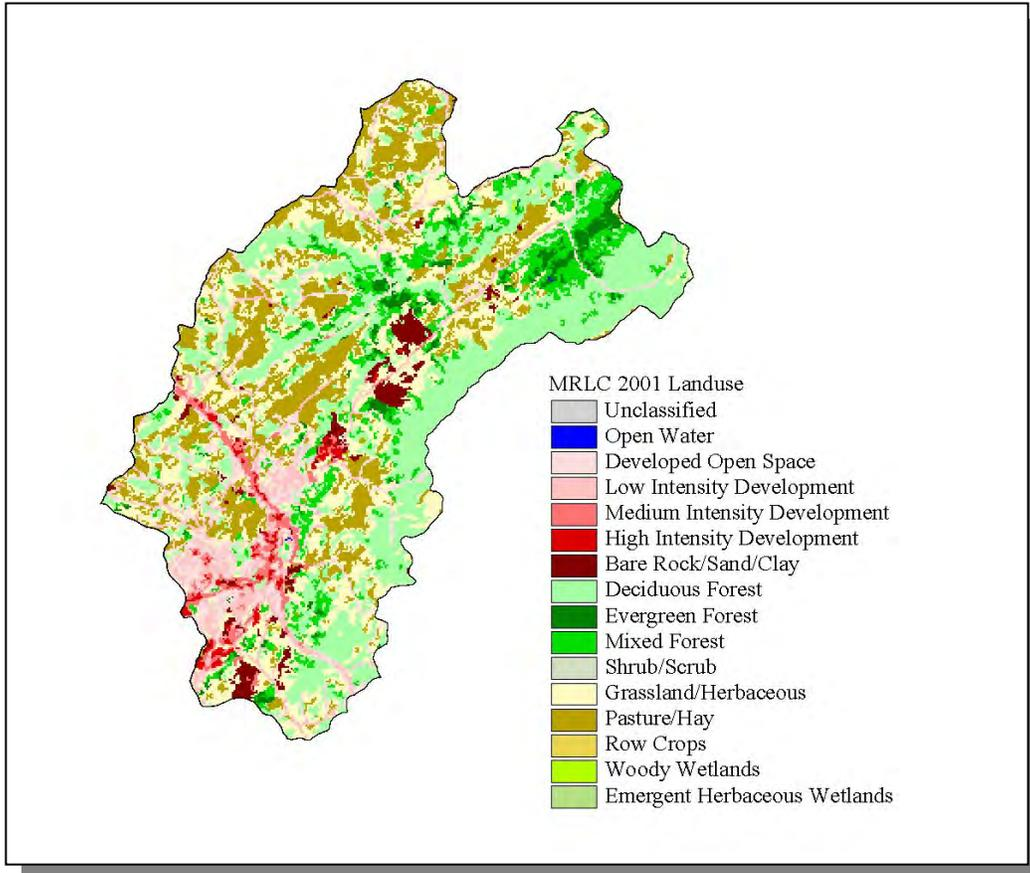 MRLC 2001 Landuse
Unclassified
Open Water
Developed Open Space
Low Intensity Development
Medium Intensity Development
High Intensity Development
Bare Rock/Sand/Clay
Deciduous Forest
Evergreen Forest
Mixed Forest
Shrub/Scrub
Grassland/Herbaceous
Pasture/Hay
Row Crops
Woody Wetlands
Emergent Herbaceous Wetlands